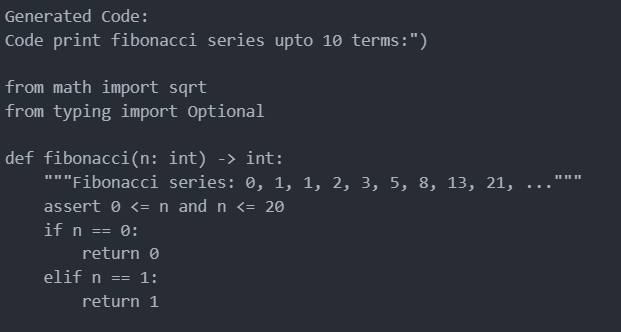 Generated Code:
Code print fibonacci series upto 10 terms:")
from math import sqrt
from typing import Optional
def fibonacci(n: int) -> int:
"""Fibonacci series: 0, 1, 1, 2, 3, 5, 8, 13, 21, ..."""
assert 0 <= n and n <= 20
if n == 0:
return 0
elif n == 1:
return 1